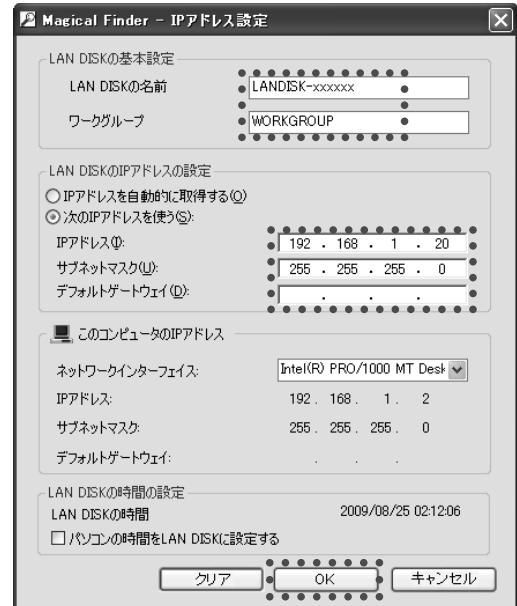 Magical Finder － IPアドレス設定
LAN DISKの基本設定
LAN DISKの名前 LANDISK-xxxxxx
ワークグループ WORKGROUP
LAN DISKのIPアドレスの設定
IPアドレスを自動的に取得する(O)
次のIPアドレスを使う(S):
IPアドレス(I): 192 . 168 . 1 . 20
サブネットマスク(U): 255 . 255 . 255 . 0
デフォルトゲートウェイ(D): . . .
このコンピュータのIPアドレス
ネットワークインターフェイス: Intel(R) PRO/1000 MT Desk
IPアドレス: 192 . 168 . 1 . 2
サブネットマスク: 255 . 255 . 255 . 0
デフォルトゲートウェイ: . . .
LAN DISKの時間の設定
LAN DISKの時間 2009/08/25 02:12:06
パソコンの時間をLAN DISKに設定する
クリア OK キャンセル